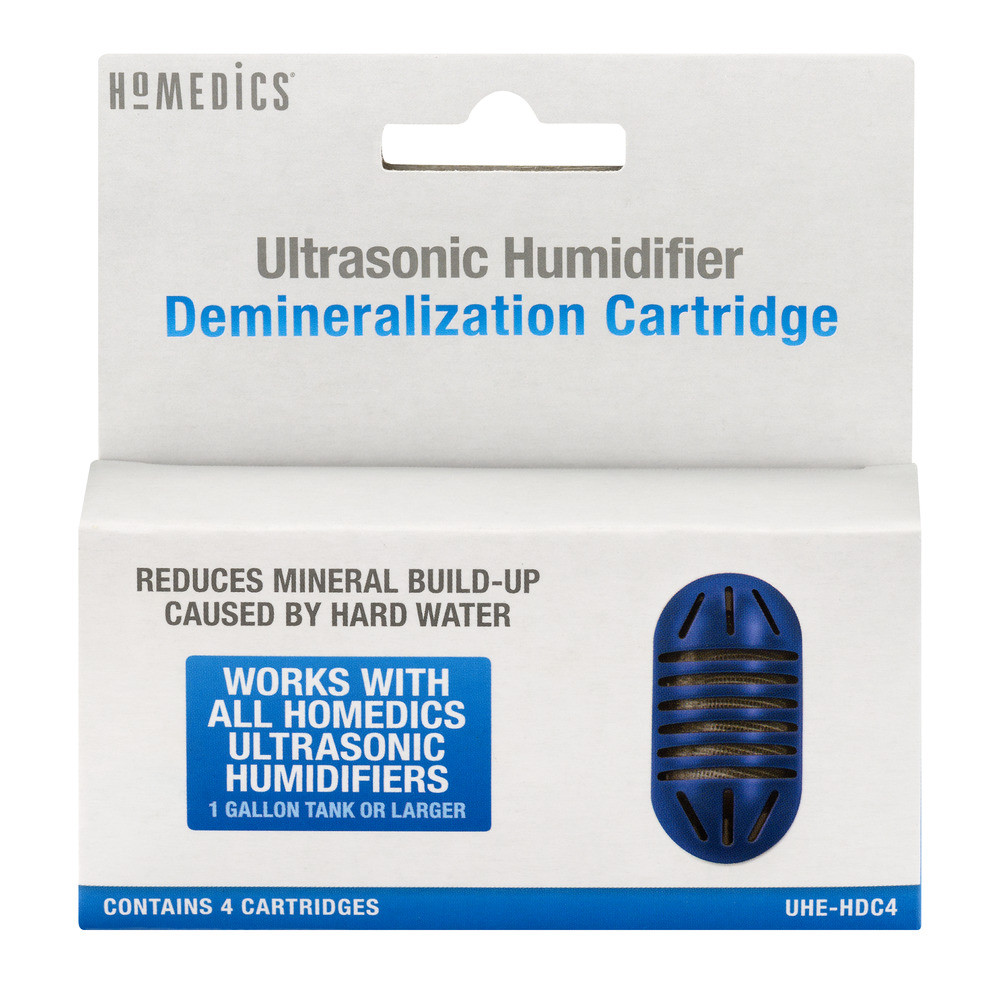 HOMEDICS®
Ultrasonic Humidifier
Demineralization Cartridge
REDUCES MINERAL BUILD-UP
CAUSED BY HARD WATER
WORKS WITH
ALL HOMEDICS
ULTRASONIC
HUMIDIFIERS
1 GALLON TANK OR LARGER
CONTAINS 4 CARTRIDGES
UHE-HDC4